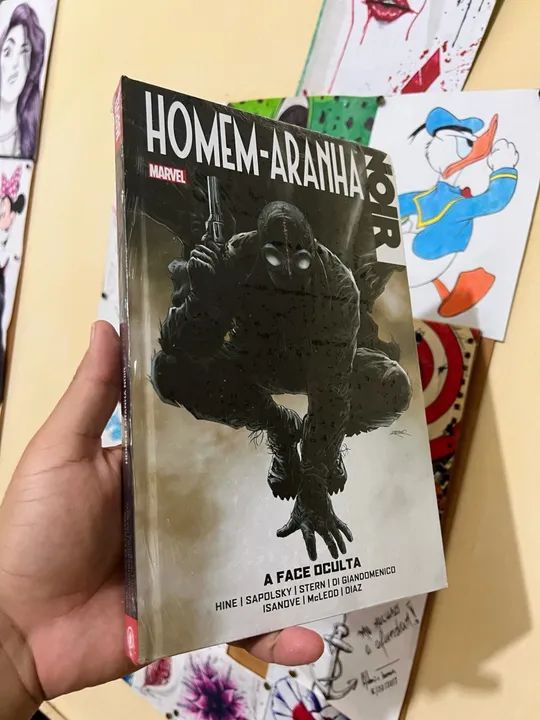 HOMEM-ARANHA
NOIR
MARVEL
A FACE OCULTA
HINE | SAPOLSKY | STERN | DI GIANDOMENICO
ISANOVE | McLEOD | DIAZ